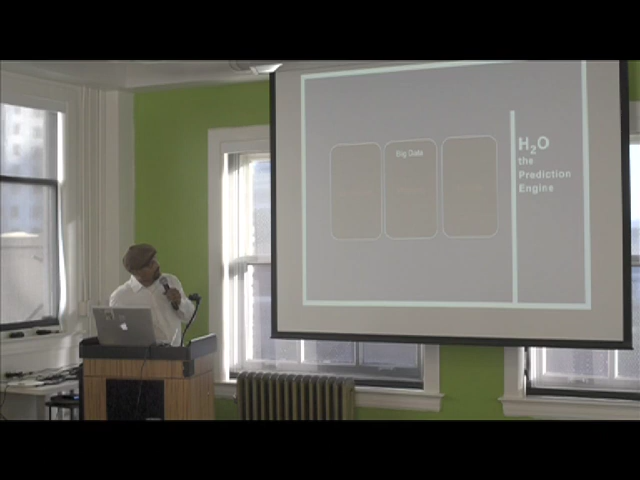 Big Data
H2O
the
Prediction
Engine